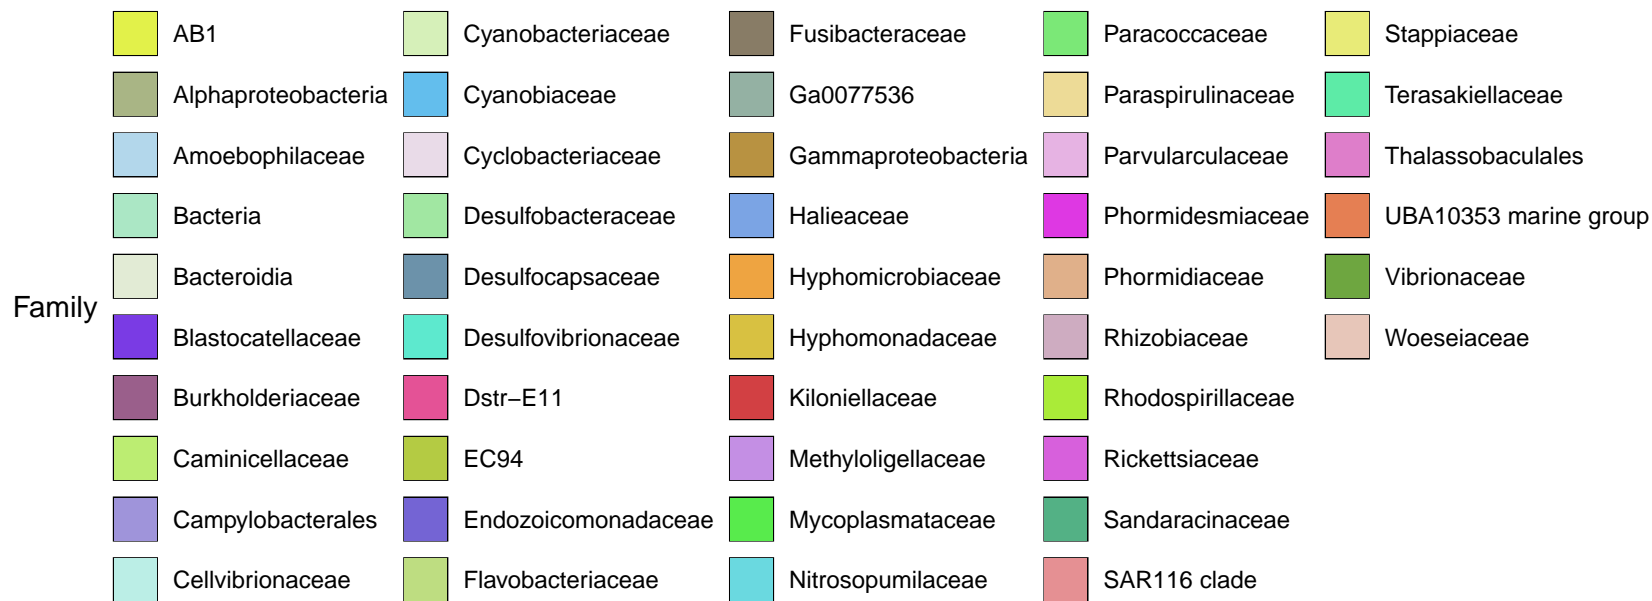 Family
AB1
Alphaproteobacteria
Amoebophilaceae
Bacteria
Bacteroidia
Blastocatellaceae
Burkholderiaceae
Caminicellaceae
Campylobacterales
Cellvibrionaceae
Cyanobacteriaceae
Cyanobiaceae
Cyclobacteriaceae
Desulfobacteraceae
Desulfocapsaceae
Desulfovibrionaceae
Dstr−E11
EC94
Endozoicomonadaceae
Flavobacteriaceae
Fusibacteraceae
Ga0077536
Gammaproteobacteria
Halieaceae
Hyphomicrobiaceae
Hyphomonadaceae
Kiloniellaceae
Methyloligellaceae
Mycoplasmataceae
Nitrosopumilaceae
Paracoccaceae
Paraspirulinaceae
Parvularculaceae
Phormidesmiaceae
Phormidiaceae
Rhizobiaceae
Rhodospirillaceae
Rickettsiaceae
Sandaracinaceae
SAR116 clade
Stappiaceae
Terasakiellaceae
Thalassobaculales
UBA10353 marine group
Vibrionaceae
Woeseiaceae